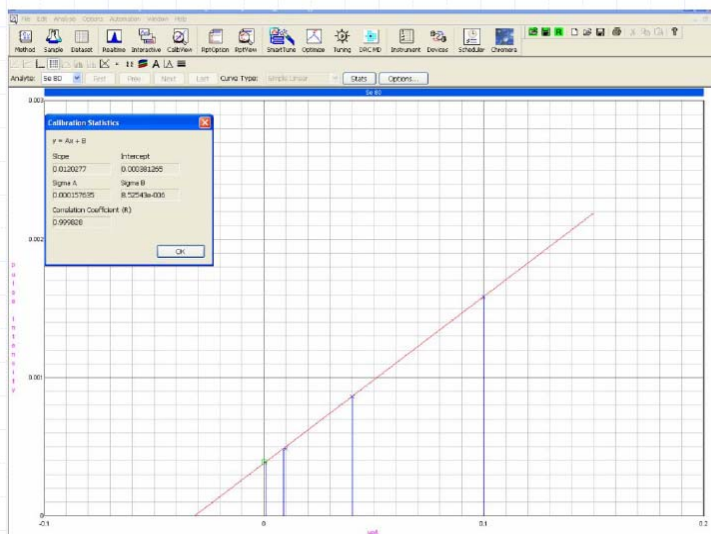 File Edit Analysis Options Automation Window Help
Method Sample Dataset Realtime Interactive CalibView RptOption RptView SmartTune Optimize Tuning DRC MD Instrument Devices Scheduler Chromera
Analyte: Se 80 First Prev Next Last Curve Type: Simple Linear Stats Options...
Se 80
0.003
Calibration Statistics
y = Ax + B
Slope Intercept
0.0120277 0.000381265
Sigma A Sigma B
0.000157635 8.52543e-006
Correlation Coefficient (R)
0.999828
OK
0.002
Pulse Intensity
0.001
0
-0.1 0 0.1 0.2